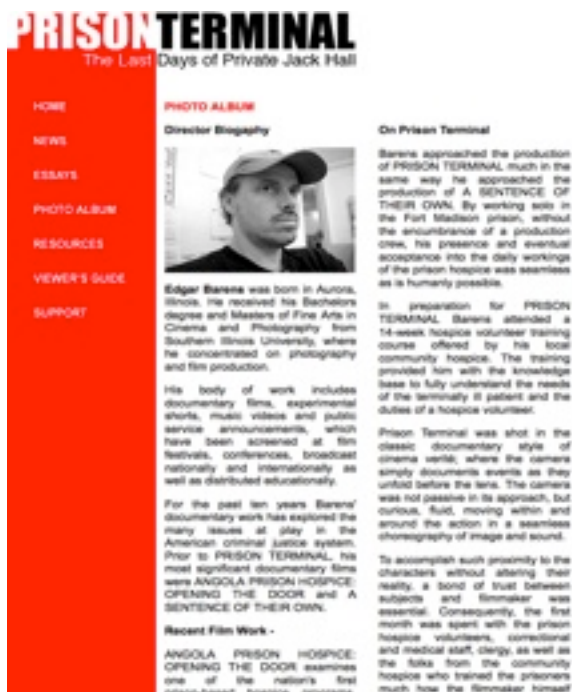 PRISONTERMINAL
The Last Days of Private Jack Hall
HOME
NEWS
ESSAYS
PHOTO ALBUM
RESOURCES
VIEWER'S GUIDE
SUPPORT
PHOTO ALBUM
Director Biogaphy
Edgar Barens was born in Aurora,
Illinois. He received his Bachelors
degree and Masters of Fine Arts in
Cinema and Photography from
Southern Illinois University, where
he concentrated on photography
and film production.
His body of work includes
documentary films, experimental
shorts, music videos and public
service announcements, which
have been screened at film
festivals, conferences, broadcast
nationally and internationally as
well as distributed educationally.
For the past ten years Barens'
documentary work has explored the
many issues at play in the
American criminal justice system.
Prior to PRISON TERMINAL, his
most significant documentary films
were ANGOLA PRISON HOSPICE:
OPENING THE DOOR and A
SENTENCE OF THEIR OWN.
Recent Film Work -
ANGOLA PRISON HOSPICE:
OPENING THE DOOR examines
one of the nation's first
On Prison Terminal
Barens approached the production
of PRISON TERMINAL much in the
same way he approached the
production of A SENTENCE OF
THEIR OWN. By working solo in
the Fort Madison prison, without
the encumbrance of a production
crew, his presence and eventual
acceptance into the daily workings
of the prison hospice was seamless
as is humanly possible.
In preparation for PRISON
TERMINAL Barens attended a
14-week hospice volunteer training
course offered by his local
community hospice. The training
provided him with the knowledge
base to fully understand the needs
of the terminally ill patient and the
duties of a hospice volunteer.
Prison Terminal was shot in the
classic documentary style of
cinema verité, where the camera
simply documents events as they
unfold before the lens. The camera
was not passive in its approach, but
curious, fluid, moving within and
around the action in a seamless
choreography of image and sound.
To accomplish such proximity to the
characters without altering their
reality, a bond of trust between
subjects and filmmaker was
essential. Consequently, the first
month was spent with the prison
hospice volunteers, correctional
and medical staff, clergy, as well as
the folks from the community
hospice who trained the prisoners
much how the filmmaker himself